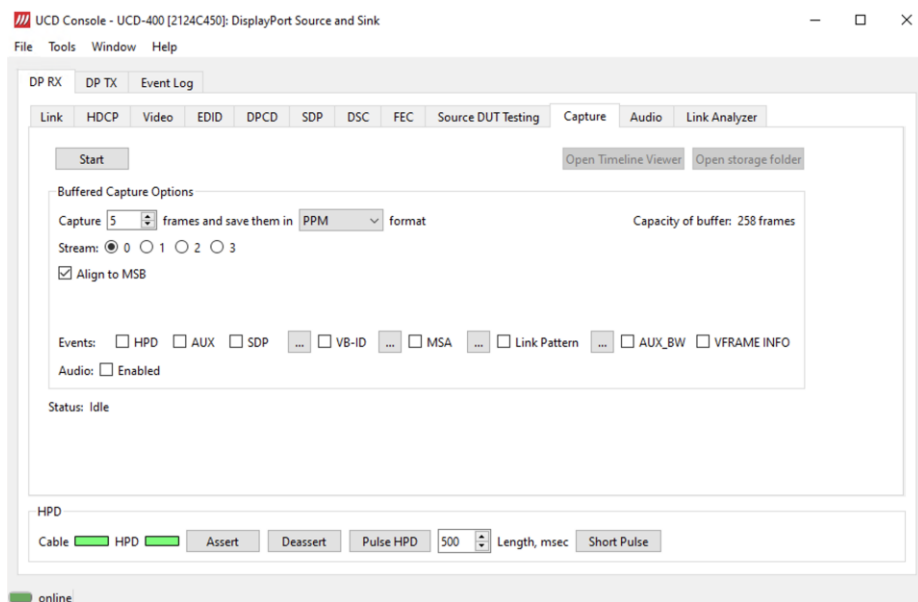 UCD Console - UCD-400 [2124C450]: DisplayPort Source and Sink
File Tools Window Help
DP RX DP TX Event Log
Link HDCP Video EDID DPCD SDP DSC FEC Source DUT Testing Capture Audio Link Analyzer
Start Open Timeline Viewer Open storage folder
Buffered Capture Options
Capture 5 frames and save them in PPM format Capacity of buffer: 258 frames
Stream: 0 1 2 3
Align to MSB
Events: HPD AUX SDP ... VB-ID ... MSA ... Link Pattern ... AUX_BW VFRAME INFO
Audio: Enabled
Status: Idle
HPD
Cable HPD Assert Deassert Pulse HPD 500 Length, msec Short Pulse
online